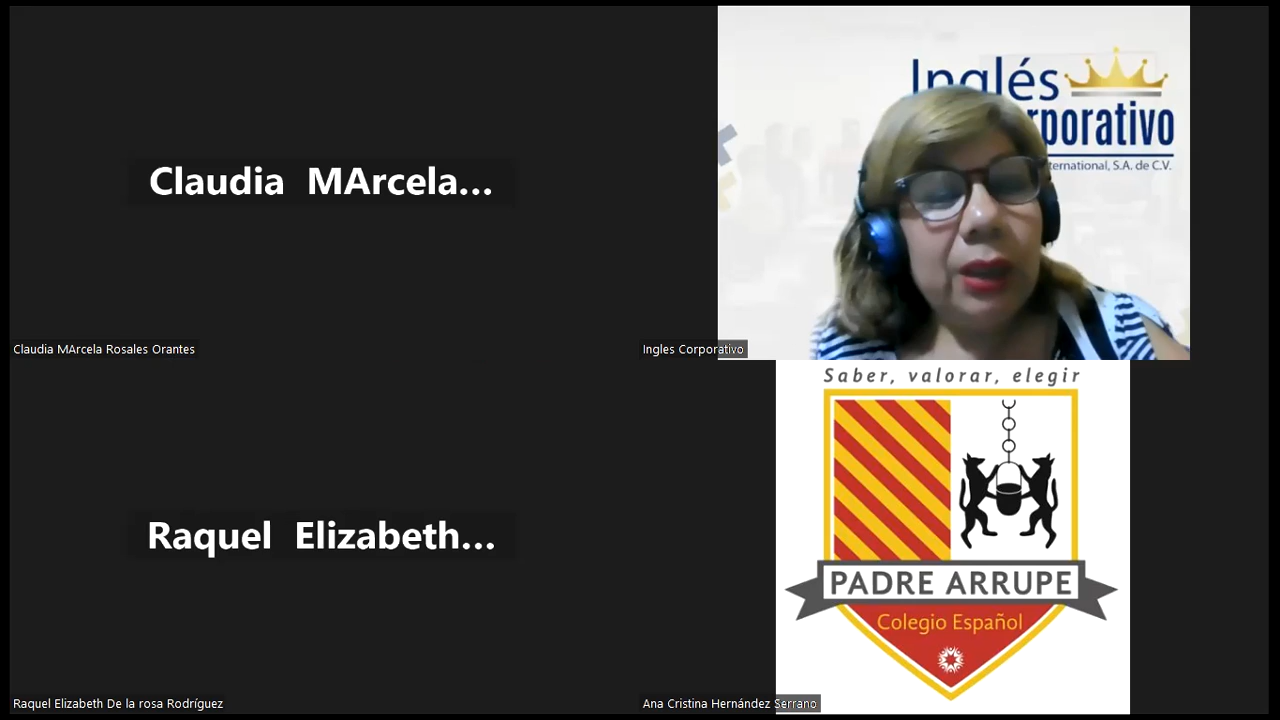 Claudia MArcela...
Claudia MArcela Rosales Orantes
Inglés
rporativo
ternational, S.A. de C.V.
Ingles Corporativo
Raquel Elizabeth...
Raquel Elizabeth De la rosa Rodríguez
Saber, valorar, elegir
PADRE ARRUPE
Colegio Español
Ana Cristina Hernández Serrano